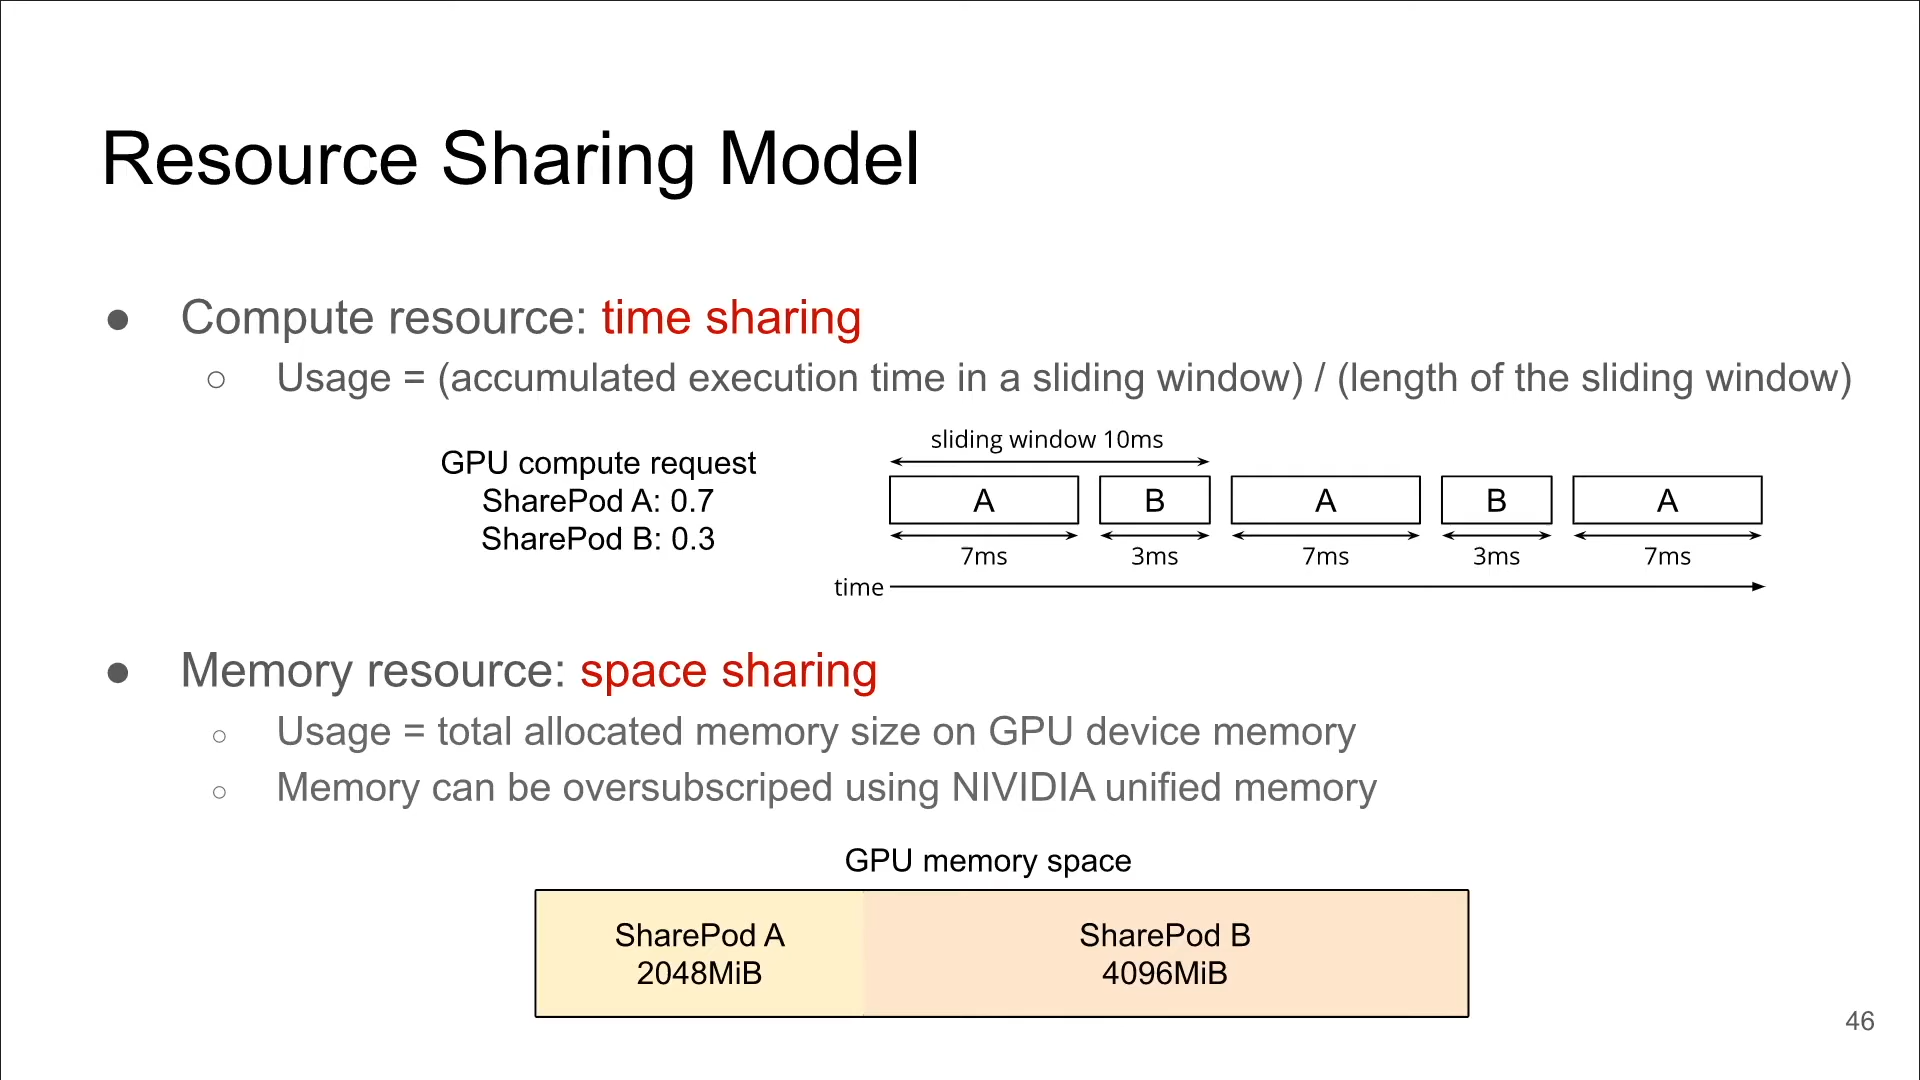 Resource Sharing Model
● Compute resource: time sharing
○ Usage = (accumulated execution time in a sliding window) / (length of the sliding window)
GPU compute request
SharePod A: 0.7
SharePod B: 0.3
sliding window 10ms
A B A B A
7ms 3ms 7ms 3ms 7ms
time
● Memory resource: space sharing
○ Usage = total allocated memory size on GPU device memory
○ Memory can be oversubscriped using NIVIDIA unified memory
GPU memory space
SharePod A
2048MiB
SharePod B
4096MiB
46